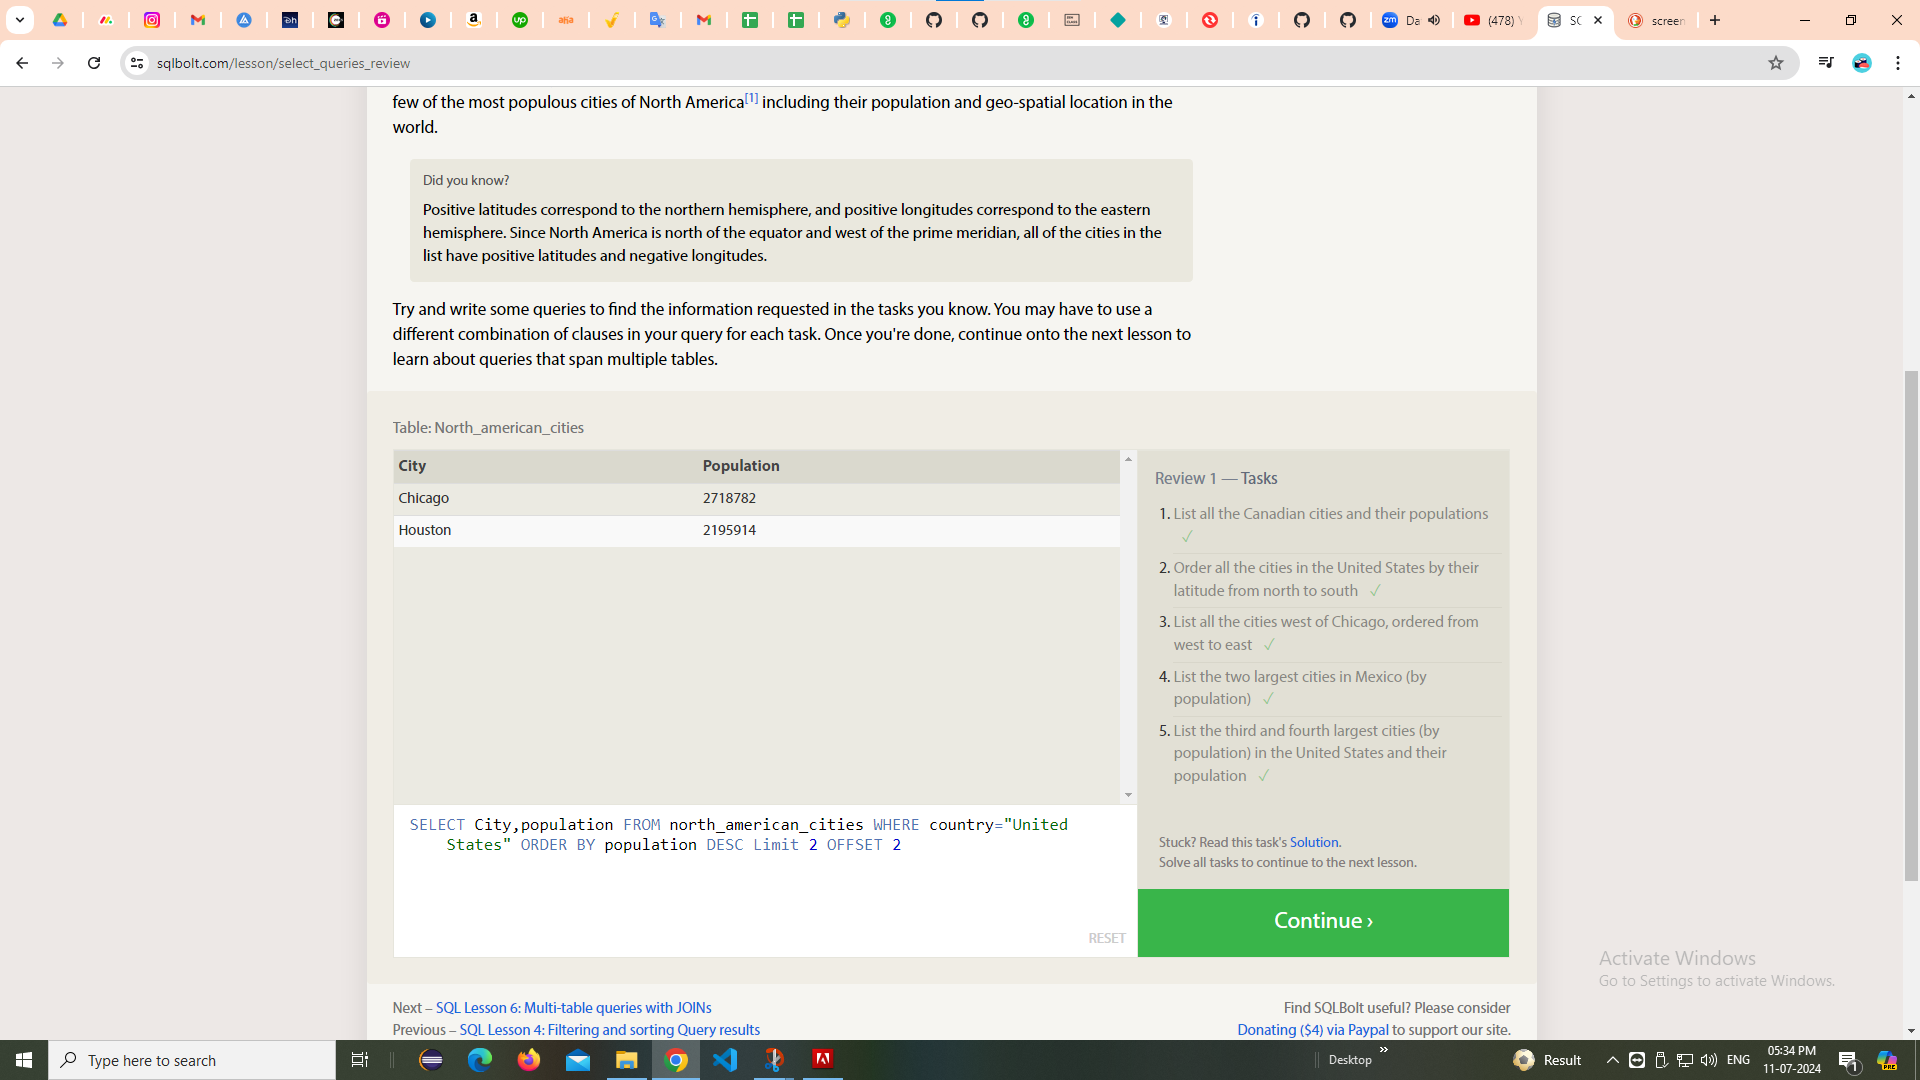 Da
(478) Y
SC
screen
sqlbolt.com/lesson/select_queries_review
few of the most populous cities of North America[1] including their population and geo-spatial location in the
world.
Did you know?
Positive latitudes correspond to the northern hemisphere, and positive longitudes correspond to the eastern
hemisphere. Since North America is north of the equator and west of the prime meridian, all of the cities in the
list have positive latitudes and negative longitudes.
Try and write some queries to find the information requested in the tasks you know. You may have to use a
different combination of clauses in your query for each task. Once you're done, continue onto the next lesson to
learn about queries that span multiple tables.
Table: North_american_cities
City Population
Chicago 2718782
Houston 2195914
SELECT City,population FROM north_american_cities WHERE country="United
States" ORDER BY population DESC Limit 2 OFFSET 2
RESET
Review 1 — Tasks
1. List all the Canadian cities and their populations
✓
2. Order all the cities in the United States by their
latitude from north to south ✓
3. List all the cities west of Chicago, ordered from
west to east ✓
4. List the two largest cities in Mexico (by
population) ✓
5. List the third and fourth largest cities (by
population) in the United States and their
population ✓
Stuck? Read this task's Solution.
Solve all tasks to continue to the next lesson.
Continue ›
Activate Windows
Go to Settings to activate Windows.
Next – SQL Lesson 6: Multi-table queries with JOINs
Previous – SQL Lesson 4: Filtering and sorting Query results
Find SQLBolt useful? Please consider
Donating ($4) via Paypal to support our site.
Type here to search
Desktop
Result
ENG
05:34 PM
11-07-2024
1